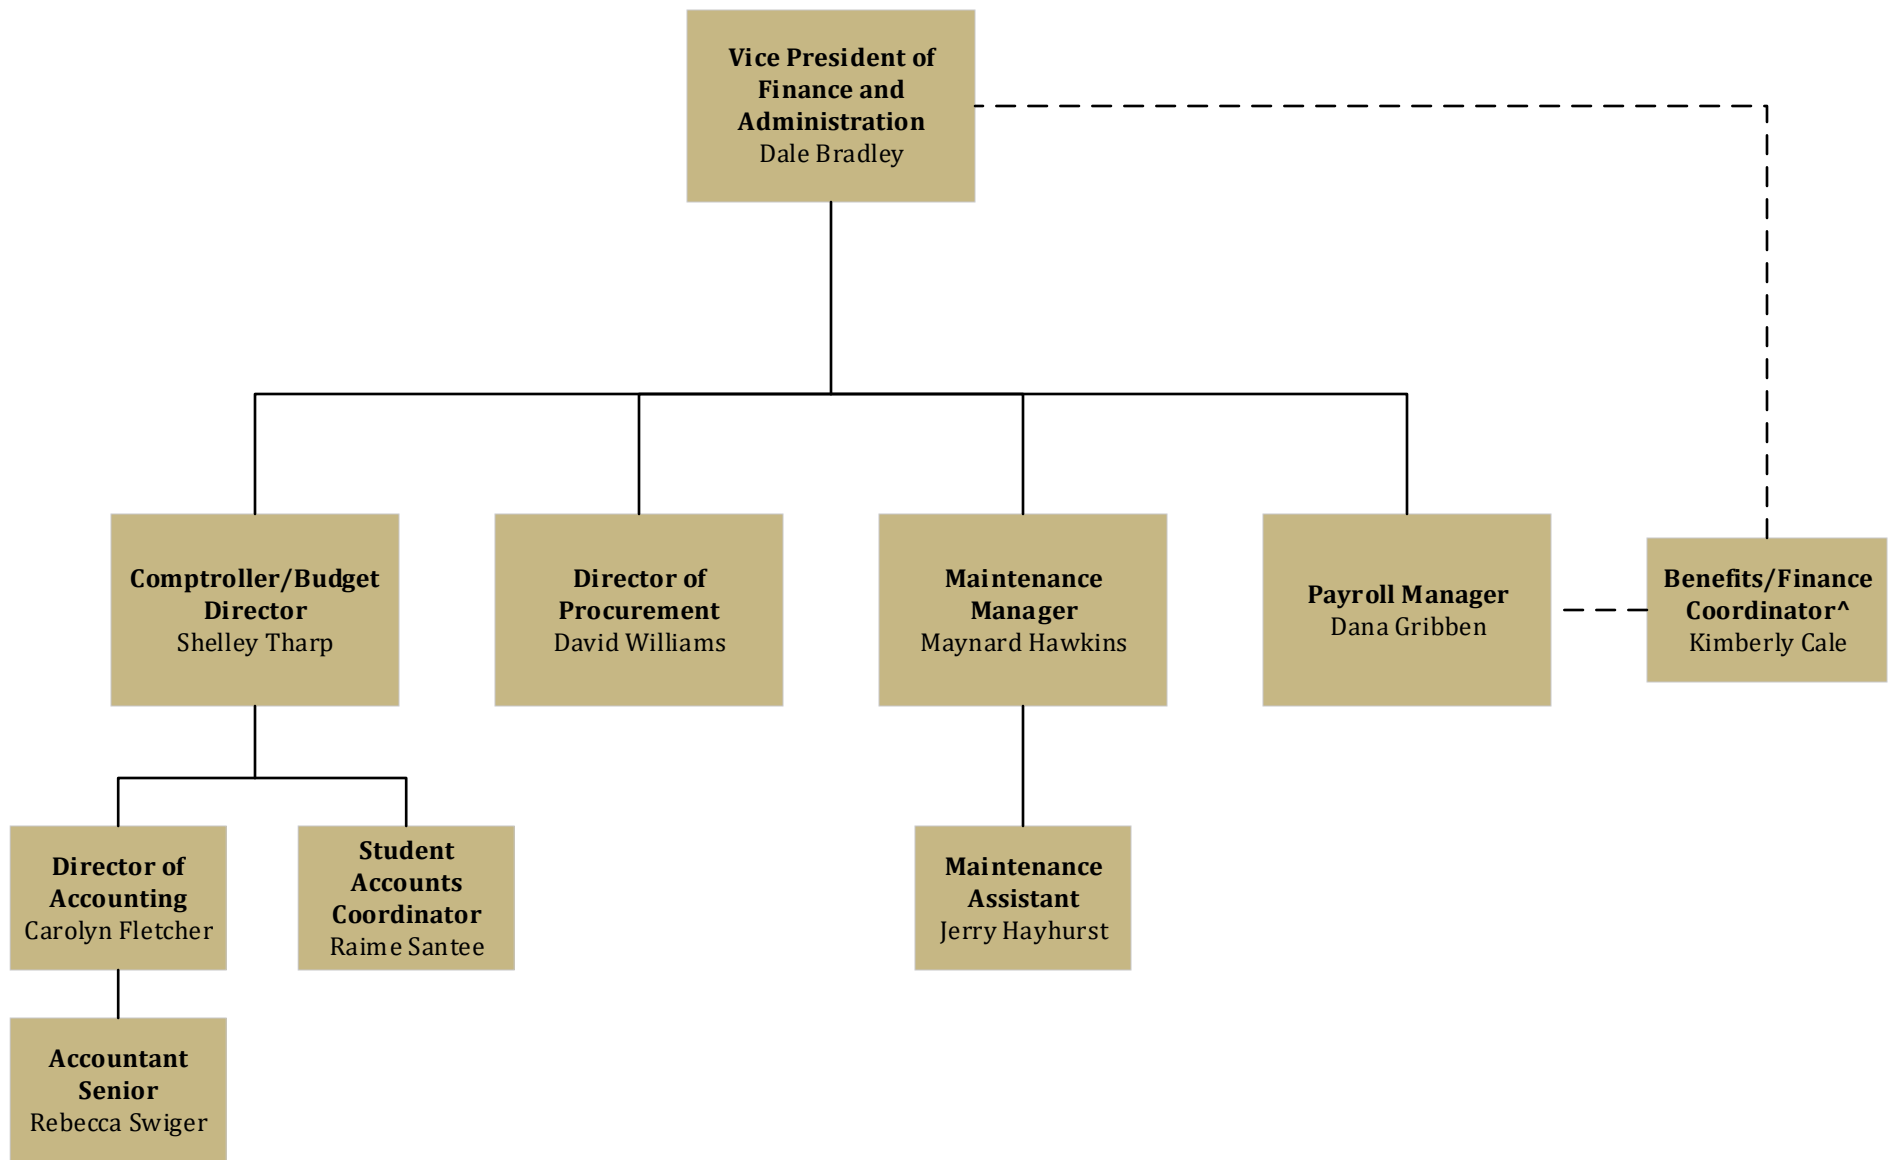 Vice President of
Finance and
Administration
Dale Bradley
Comptroller/Budget
Director
Shelley Tharp
Director of
Procurement
David Williams
Maintenance
Manager
Maynard Hawkins
Payroll Manager
Dana Gribben
Benefits/Finance
Coordinator^
Kimberly Cale
Director of
Accounting
Carolyn Fletcher
Student
Accounts
Coordinator
Raime Santee
Maintenance
Assistant
Jerry Hayhurst
Accountant
Senior
Rebecca Swiger